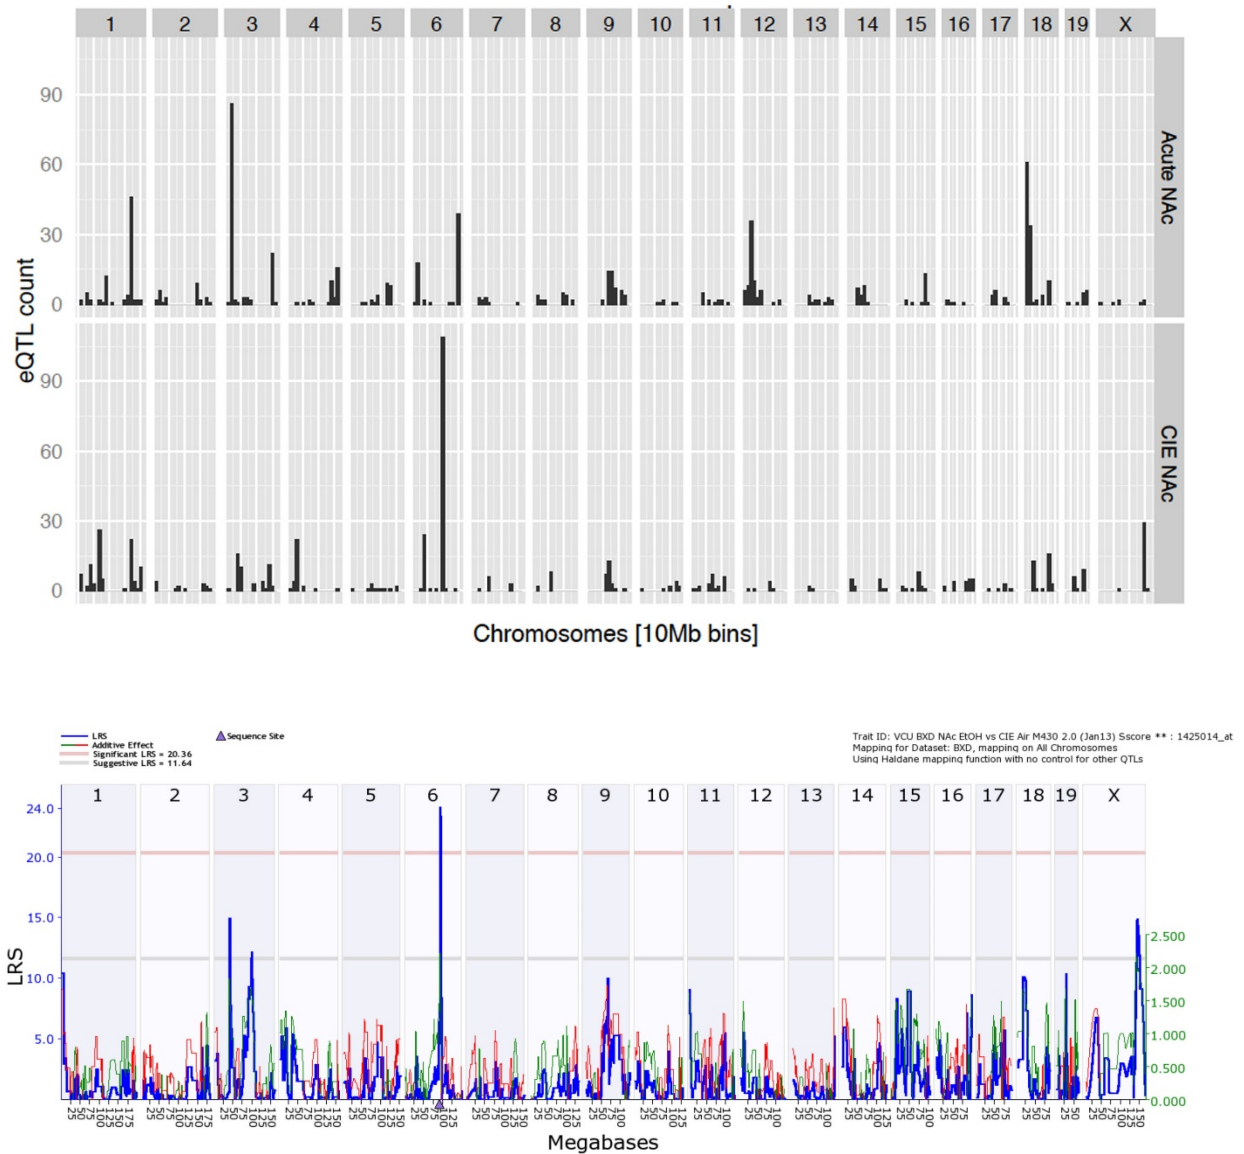 1 2 3 4 5 6 7 8 9 10 11 12 13 14 15 16 17 18 19 X
90
60
30
0
Acute NAc
eQTL count
90
60
30
0
CIE NAc
Chromosomes [10Mb bins]
LRS
Additive Effect
Significant LRS = 20.36
Suggestive LRS = 11.64
Sequence Site
Trait ID: VCU BXD NAc EtOH vs CIE Air M430 2.0 (Jan13) Sscore ** : 1425014_at
Mapping for Dataset: BXD, mapping on All Chromosomes
Using Haldane mapping function with no control for other QTLs
1 2 3 4 5 6 7 8 9 10 11 12 13 14 15 16 17 18 19 X
24.0
20.0
15.0
10.0
5.0
LRS
2.500
2.000
1.500
1.000
0.500
0.000
Megabases